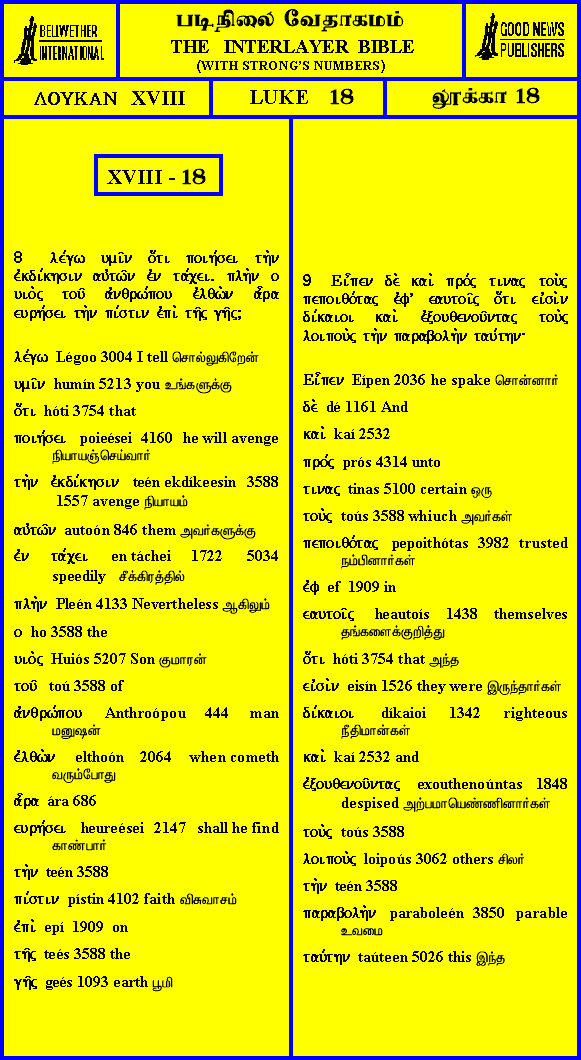 BELLWETHER
INTERNATIONAL
படிநிலை வேதாகமம்
THE INTERLAYER BIBLE
(WITH STRONG'S NUMBERS)
GOOD NEWS
PUBLISHERS
ΛΟΥΚΑΝ XVIII
LUKE 18
லூக்கா 18
XVIII - 18
8 λέγω υμῖν ὅτι ποιήσει τὴν
ἐκδίκησιν αὐτῶν ἐν τάχει. πλὴν ο
υιὸς τοῦ ἀνθρώπου ἐλθὼν ἆρα
ευρήσει τὴν πίστιν ἐπὶ τῆς γῆς;
λέγω Légoo 3004 I tell சொல்லுகிறேன்
υμῖν humín 5213 you உங்களுக்கு
ὅτι hóti 3754 that
ποιήσει poieései 4160 he will avenge
நியாயஞ்செய்வார்
τὴν ἐκδίκησιν teén ekdíkeesin 3588
1557 avenge நியாயம்
αὐτῶν autoón 846 them அவர்களுக்கு
ἐν τάχει en táchei 1722 5034
speedily சீக்கிரத்தில்
πλὴν Pleén 4133 Nevertheless ஆகிலும்
ο ho 3588 the
υιὸς Huiós 5207 Son குமாரன்
τοῦ toú 3588 of
ἀνθρώπου Anthroópou 444 man
மனுஷன்
ἐλθὼν elthoón 2064 when cometh
வரும்போது
ἆρα ára 686
ευρήσει heureései 2147 shall he find
காண்பார்
τὴν teén 3588
πίστιν pístin 4102 faith விசுவாசம்
ἐπὶ epí 1909 on
τῆς teés 3588 the
γῆς geés 1093 earth பூமி
9 Εἶπεν δὲ καὶ πρός τινας τοὺς
πεποιθότας ἐφ' εαυτοῖς ὅτι εἰσὶν
δίκαιοι καὶ ἐξουθενοῦντας τοὺς
λοιποὺς τὴν παραβολὴν ταύτην·
Εἶπεν Eípen 2036 he spake சொன்னார்
δὲ dé 1161 And
καὶ kaí 2532
πρός prós 4314 unto
τινας tinas 5100 certain ஒரு
τοὺς toús 3588 whiuch அவர்கள்
πεποιθότας pepoithótas 3982 trusted
நம்பினார்கள்
ἐφ ef 1909 in
εαυτοῖς heautoís 1438 themselves
தங்களைக்குறித்து
ὅτι hóti 3754 that அந்த
εἰσὶν eisín 1526 they were இருந்தார்கள்
δίκαιοι díkaioi 1342 righteous
நீதிமான்கள்
καὶ kaí 2532 and
ἐξουθενοῦντας exouthenoúntas 1848
despised அற்பமாயெண்ணினார்கள்
τοὺς toús 3588
λοιποὺς loipoús 3062 others சிலர்
τὴν teén 3588
παραβολὴν paraboleén 3850 parable
உவமை
ταύτην taúteen 5026 this இந்த